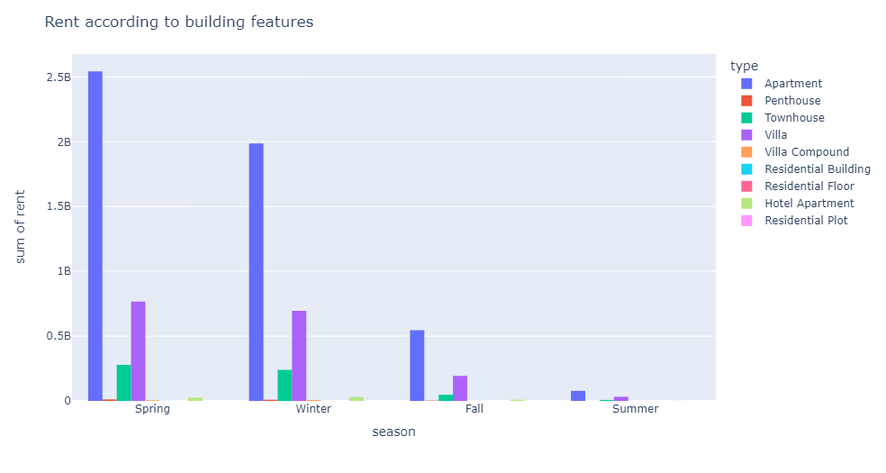 Rent according to building features
sum of rent
2.5B
2B
1.5B
1B
0.5B
0
Spring
Winter
Fall
Summer
season
type
Apartment
Penthouse
Townhouse
Villa
Villa Compound
Residential Building
Residential Floor
Hotel Apartment
Residential Plot